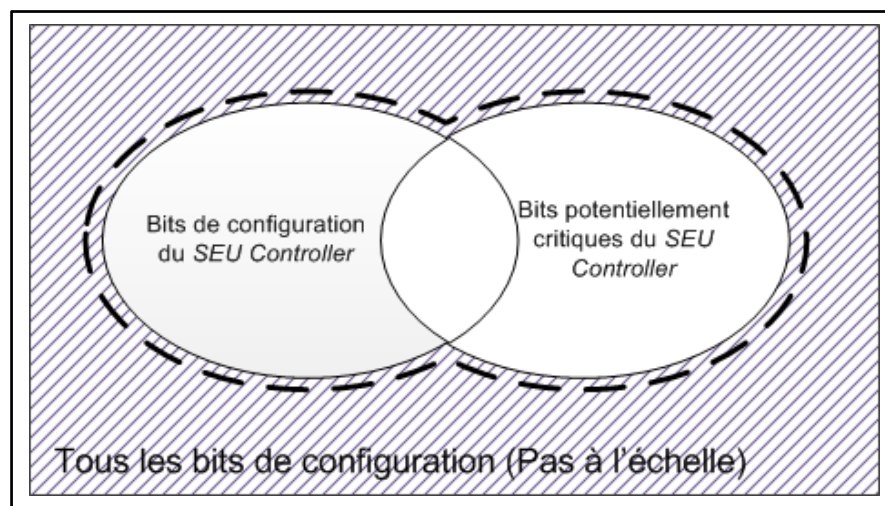 Bits de configuration
du SEU Controller
Bits potentiellement
critiques du SEU
Controller
Tous les bits de configuration (Pas à l'échelle)